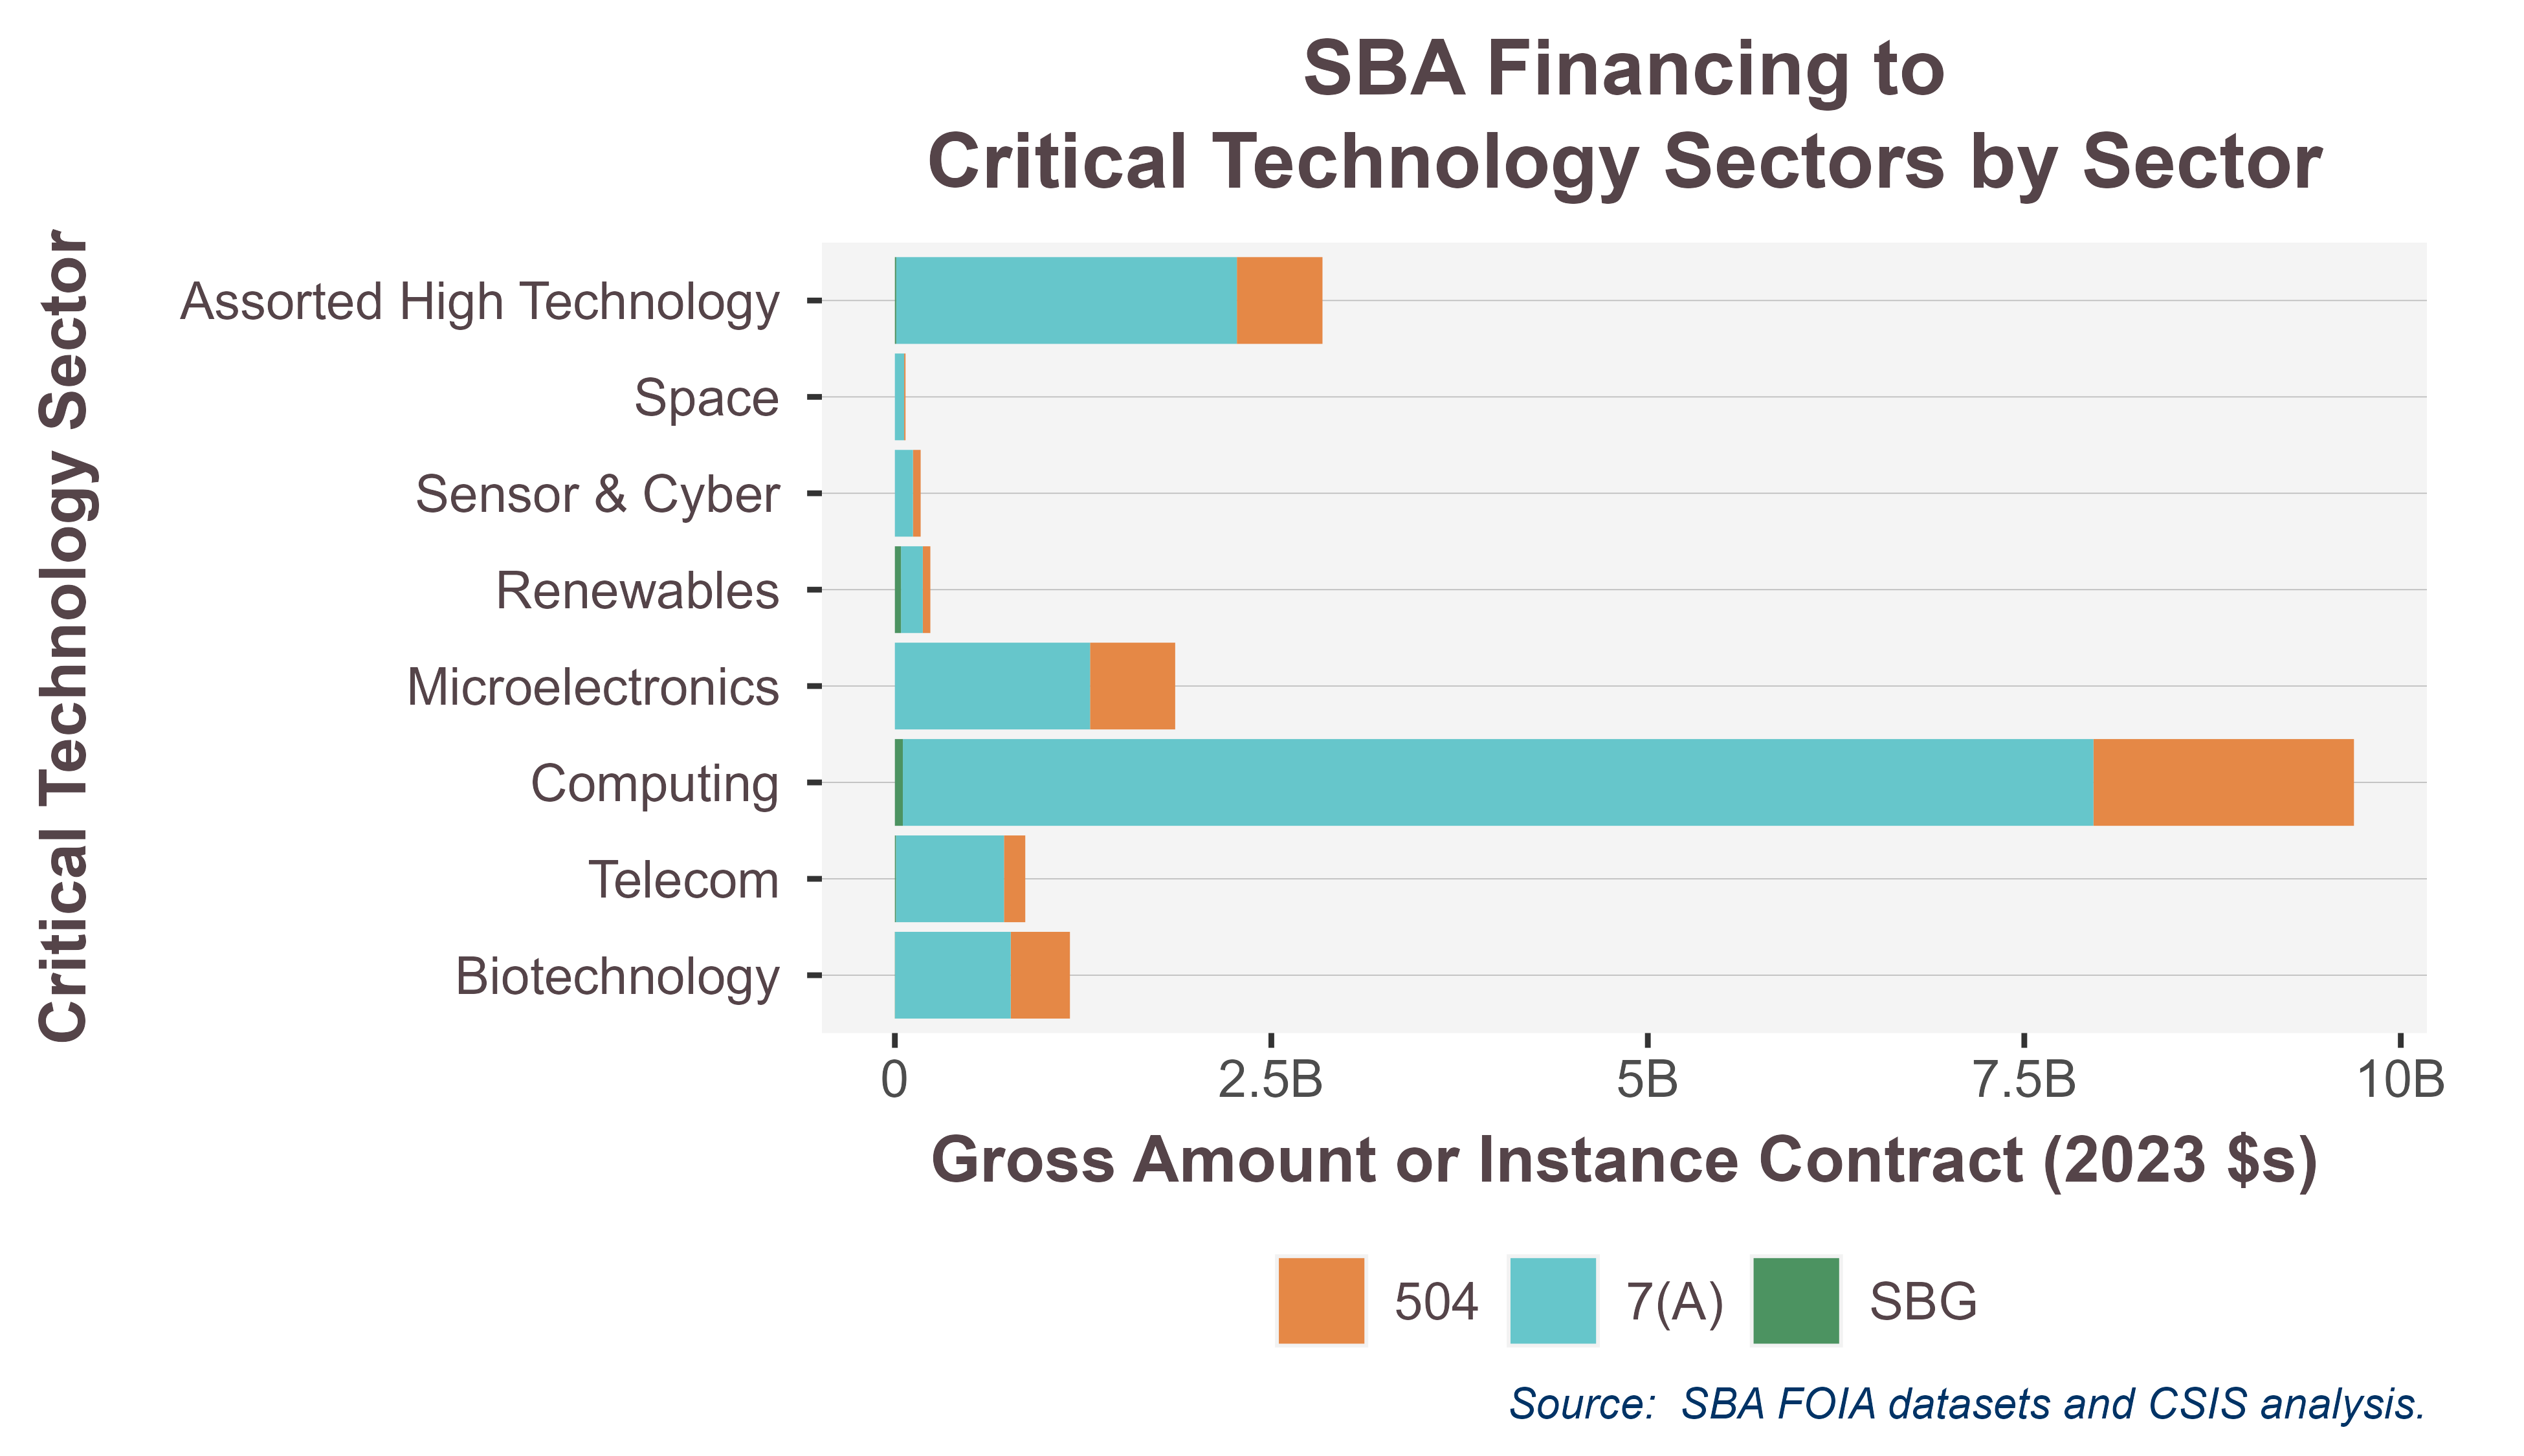 SBA Financing to
Critical Technology Sectors by Sector
Critical Technology Sector
Assorted High Technology
Space
Sensor & Cyber
Renewables
Microelectronics
Computing
Telecom
Biotechnology
0 2.5B 5B 7.5B 10B
Gross Amount or Instance Contract (2023 $s)
504 7(A) SBG
Source: SBA FOIA datasets and CSIS analysis.